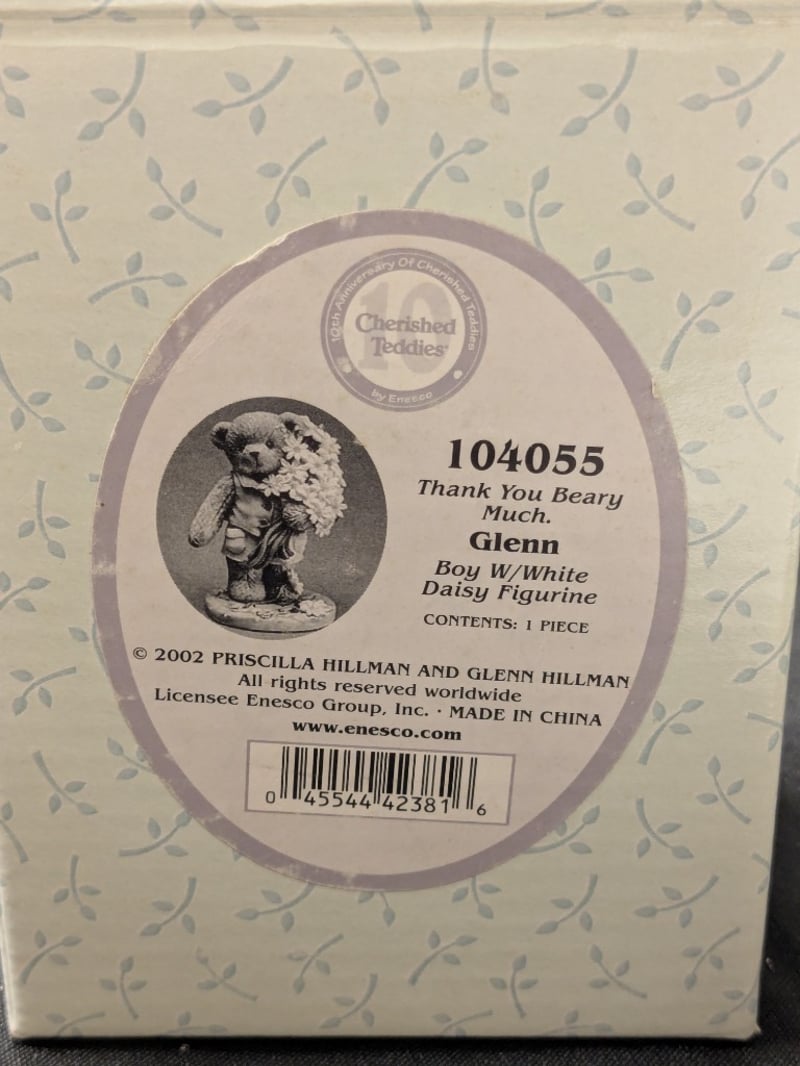 10th Anniversary Of Cherished Teddies
10
Cherished
Teddies
by Enesco
104055
Thank You Beary
Much.
Glenn
Boy W/White
Daisy Figurine
CONTENTS: 1 PIECE
© 2002 PRISCILLA HILLMAN AND GLENN HILLMAN
All rights reserved worldwide
Licensee Enesco Group, Inc. · MADE IN CHINA
www.enesco.com
0 45544 42381 6